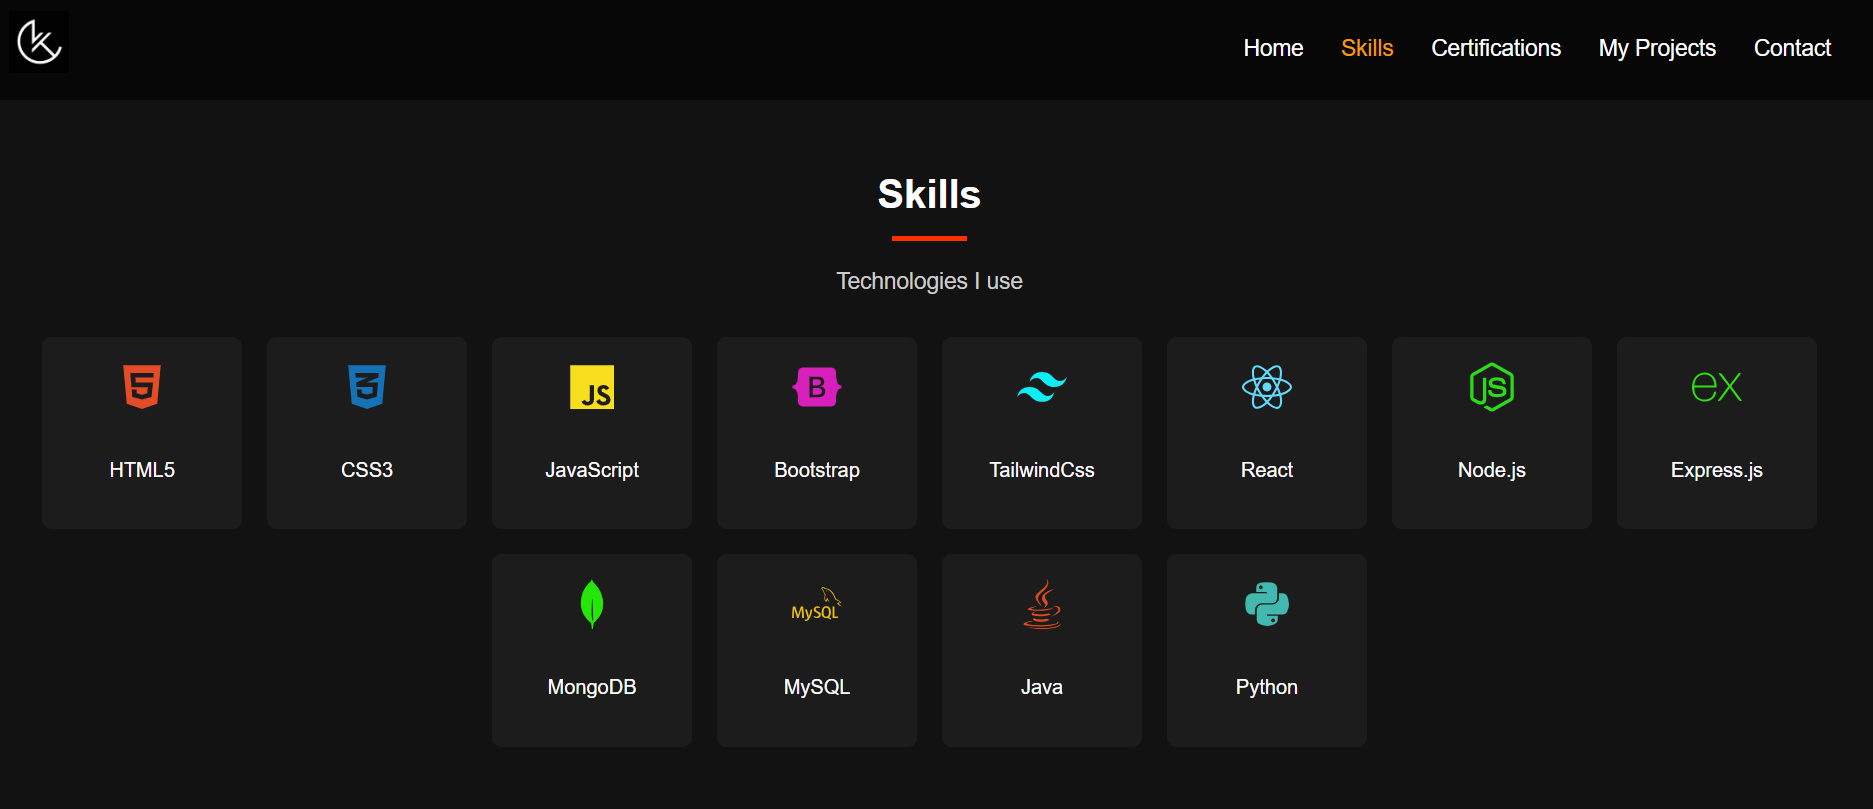 Home Skills Certifications My Projects Contact
Skills
Technologies I use
5 3 JS B JS ex
HTML5 CSS3 JavaScript Bootstrap TailwindCss React Node.js Express.js
MySQL
MongoDB MySQL Java Python